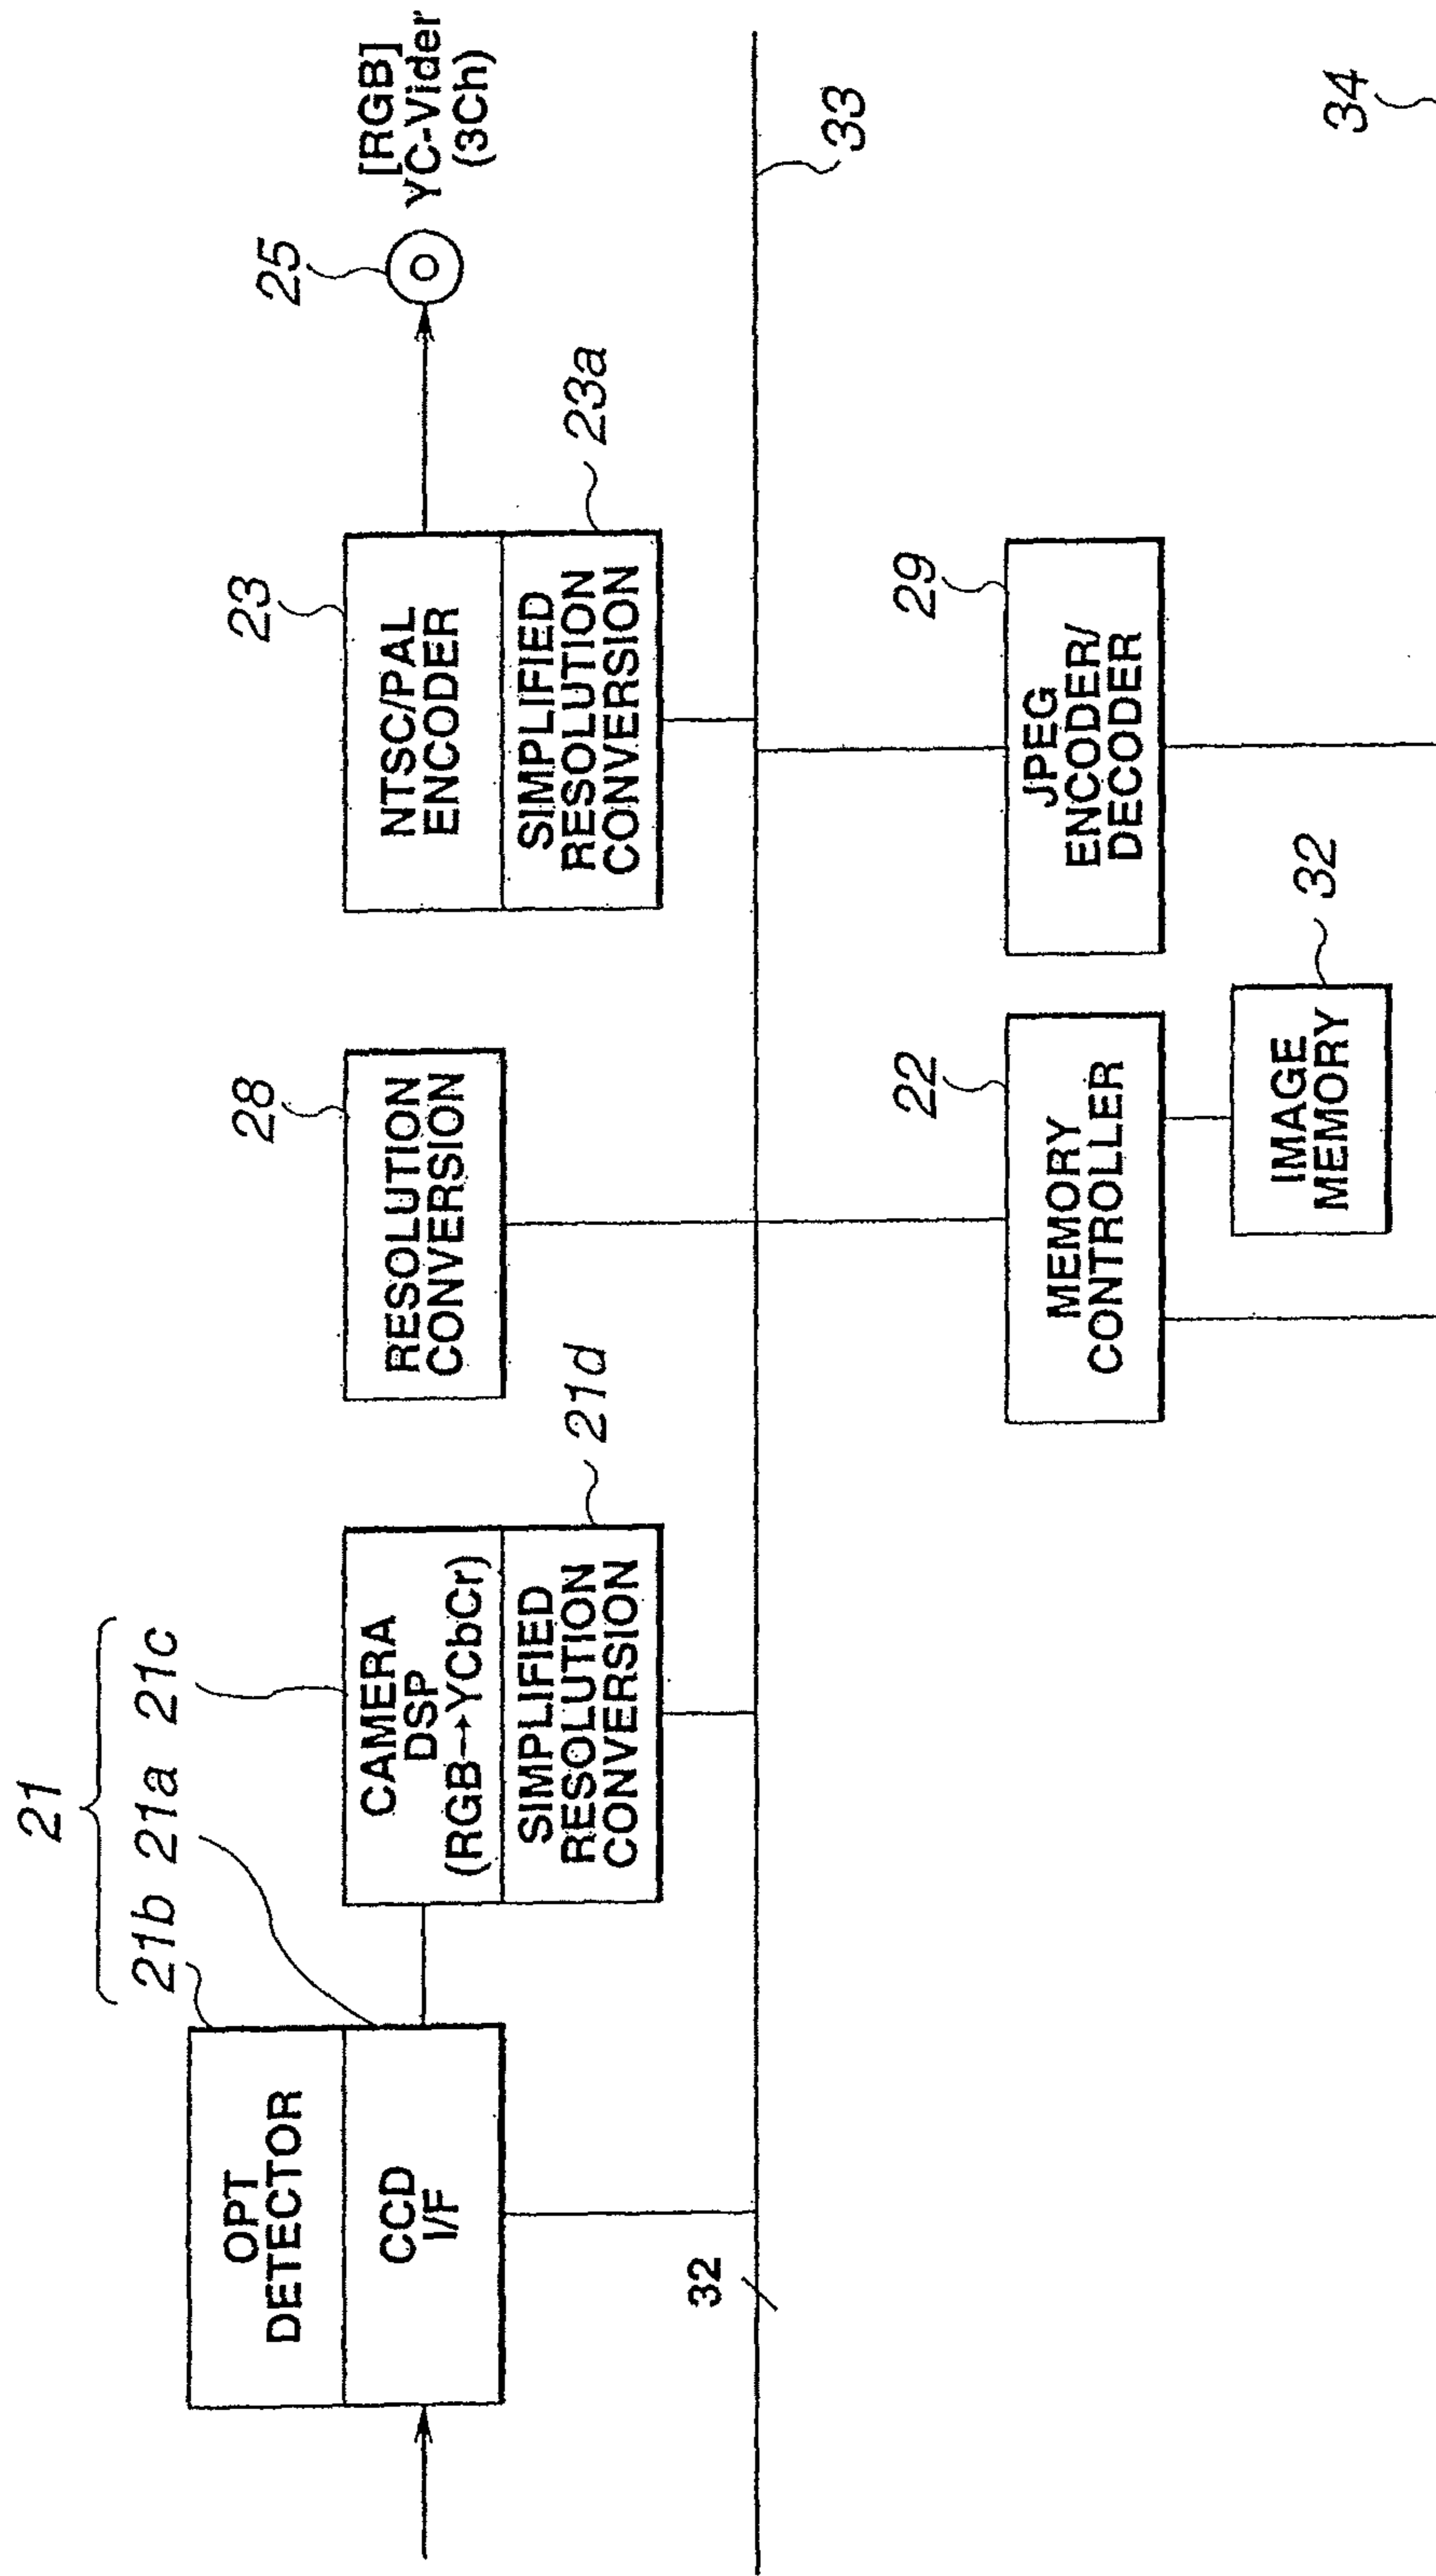 21
21b 21a 21c
OPT
DETECTOR
CCD
I/F
CAMERA
DSP
(RGB→YCbCr)
SIMPLIFIED
RESOLUTION
CONVERSION
21d
28
RESOLUTION
CONVERSION
23
NTSC/PAL
ENCODER
SIMPLIFIED
RESOLUTION
CONVERSION
23a
25
[RGB]
YC-Vider
(3Ch)
32
33
22
MEMORY
CONTROLLER
IMAGE
MEMORY
32
29
JPEG
ENCODER/
DECODER
34